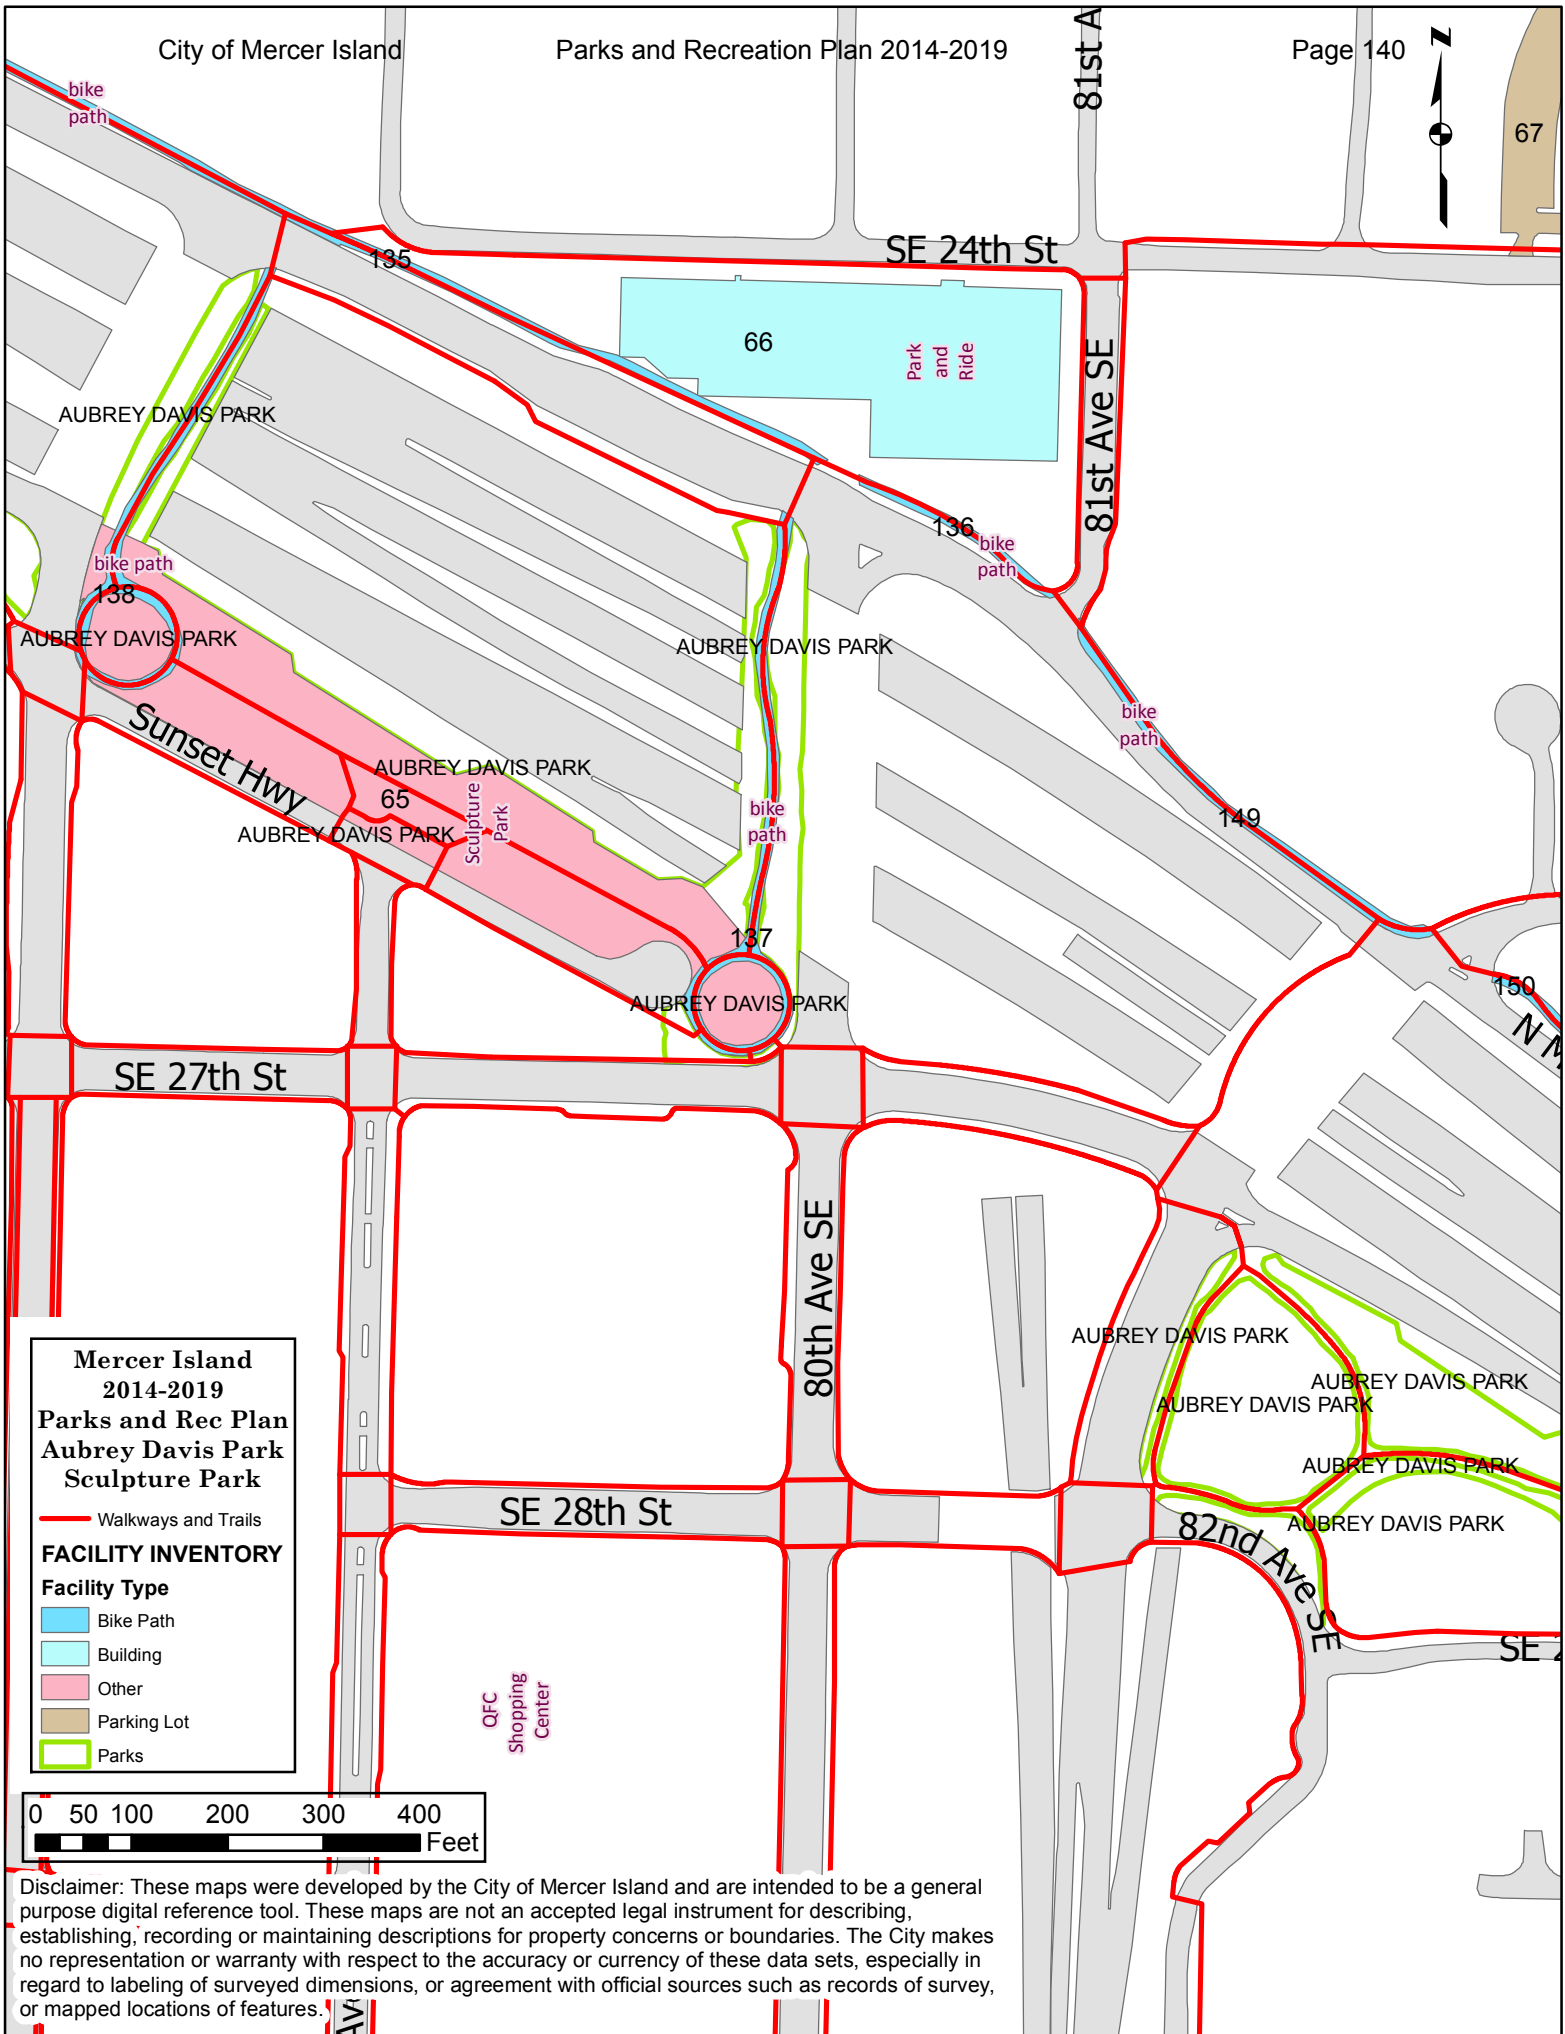 City of Mercer Island
Parks and Recreation Plan 2014-2019
Page 140
81st A
N
67
bike
path
135
SE 24th St
66
Park
and
Ride
81st Ave SE
AUBREY DAVIS PARK
136
bike
path
bike path
138
AUBREY DAVIS PARK
AUBREY DAVIS PARK
bike
path
Sunset Hwy
AUBREY DAVIS PARK
65
Sculpture
Park
AUBREY DAVIS PARK
bike
path
149
137
AUBREY DAVIS PARK
150
N M
SE 27th St
80th Ave SE
AUBREY DAVIS PARK
AUBREY DAVIS PARK
AUBREY DAVIS PARK
AUBREY DAVIS PARK
AUBREY DAVIS PARK
SE 28th St
82nd Ave SE
SE 2
QFC
Shopping
Center
Mercer Island
2014-2019
Parks and Rec Plan
Aubrey Davis Park
Sculpture Park
Walkways and Trails
FACILITY INVENTORY
Facility Type
Bike Path
Building
Other
Parking Lot
Parks
0 50 100 200 300 400
Feet
Disclaimer: These maps were developed by the City of Mercer Island and are intended to be a general
purpose digital reference tool. These maps are not an accepted legal instrument for describing,
establishing, recording or maintaining descriptions for property concerns or boundaries. The City makes
no representation or warranty with respect to the accuracy or currency of these data sets, especially in
regard to labeling of surveyed dimensions, or agreement with official sources such as records of survey,
or mapped locations of features.
Ave